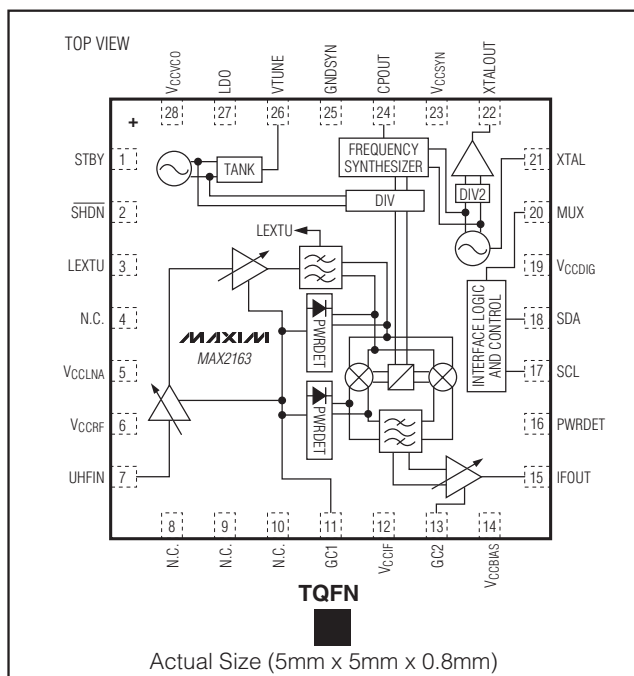 TOP VIEW
VCCVCO
LDO
VTUNE
GNDSYN
CPOUT
VCCSYN
XTALOUT
28
27
26
25
24
23
22
+
STBY
1
SHDN
2
LEXTU
3
N.C.
4
VCCLNA
5
VCCRF
6
UHFIN
7
TANK
FREQUENCY
SYNTHESIZER
DIV
DIV2
LEXTU
PWRDET
PWRDET
MAXIM
MAX2163
INTERFACE LOGIC
AND CONTROL
21
XTAL
20
MUX
19
VCCDIG
18
SDA
17
SCL
16
PWRDET
15
IFOUT
8
9
10
11
12
13
14
N.C.
N.C.
N.C.
GC1
VCCIF
GC2
VCCBIAS
TQFN
Actual Size (5mm x 5mm x 0.8mm)